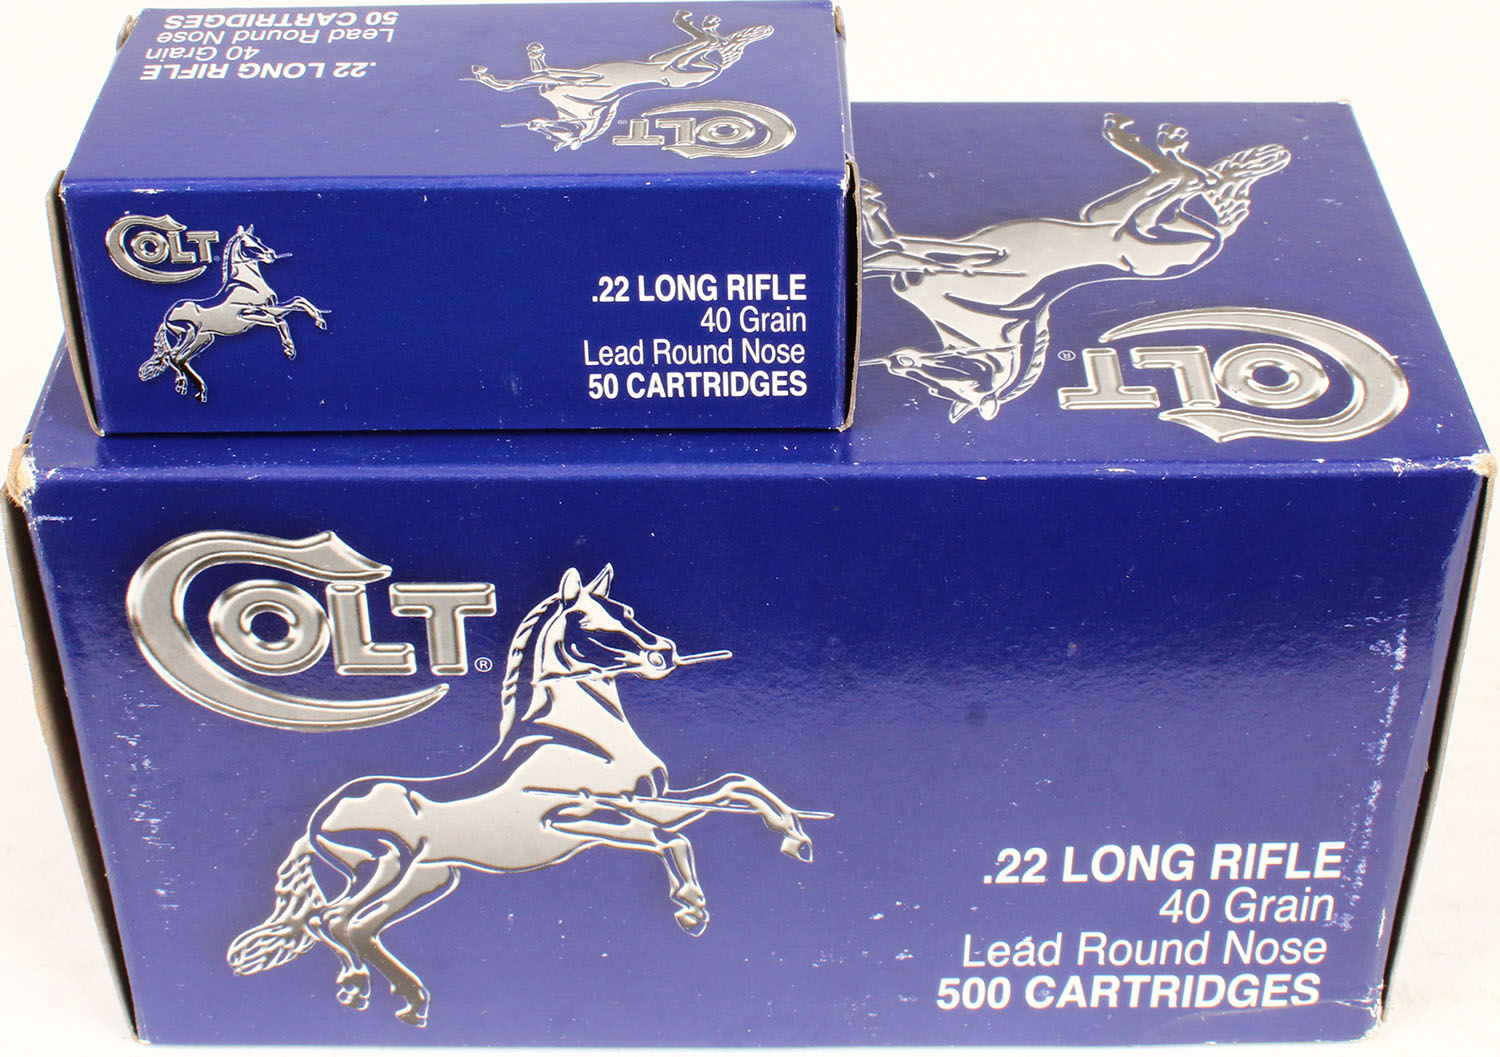 .22 LONG RIFLE
40 Grain
Lead Round Nose
50 CARTRIDGES
COLT®
COLT®
.22 LONG RIFLE
40 Grain
Lead Round Nose
50 CARTRIDGES
COLT®
COLT®
.22 LONG RIFLE
40 Grain
Lead Round Nose
500 CARTRIDGES